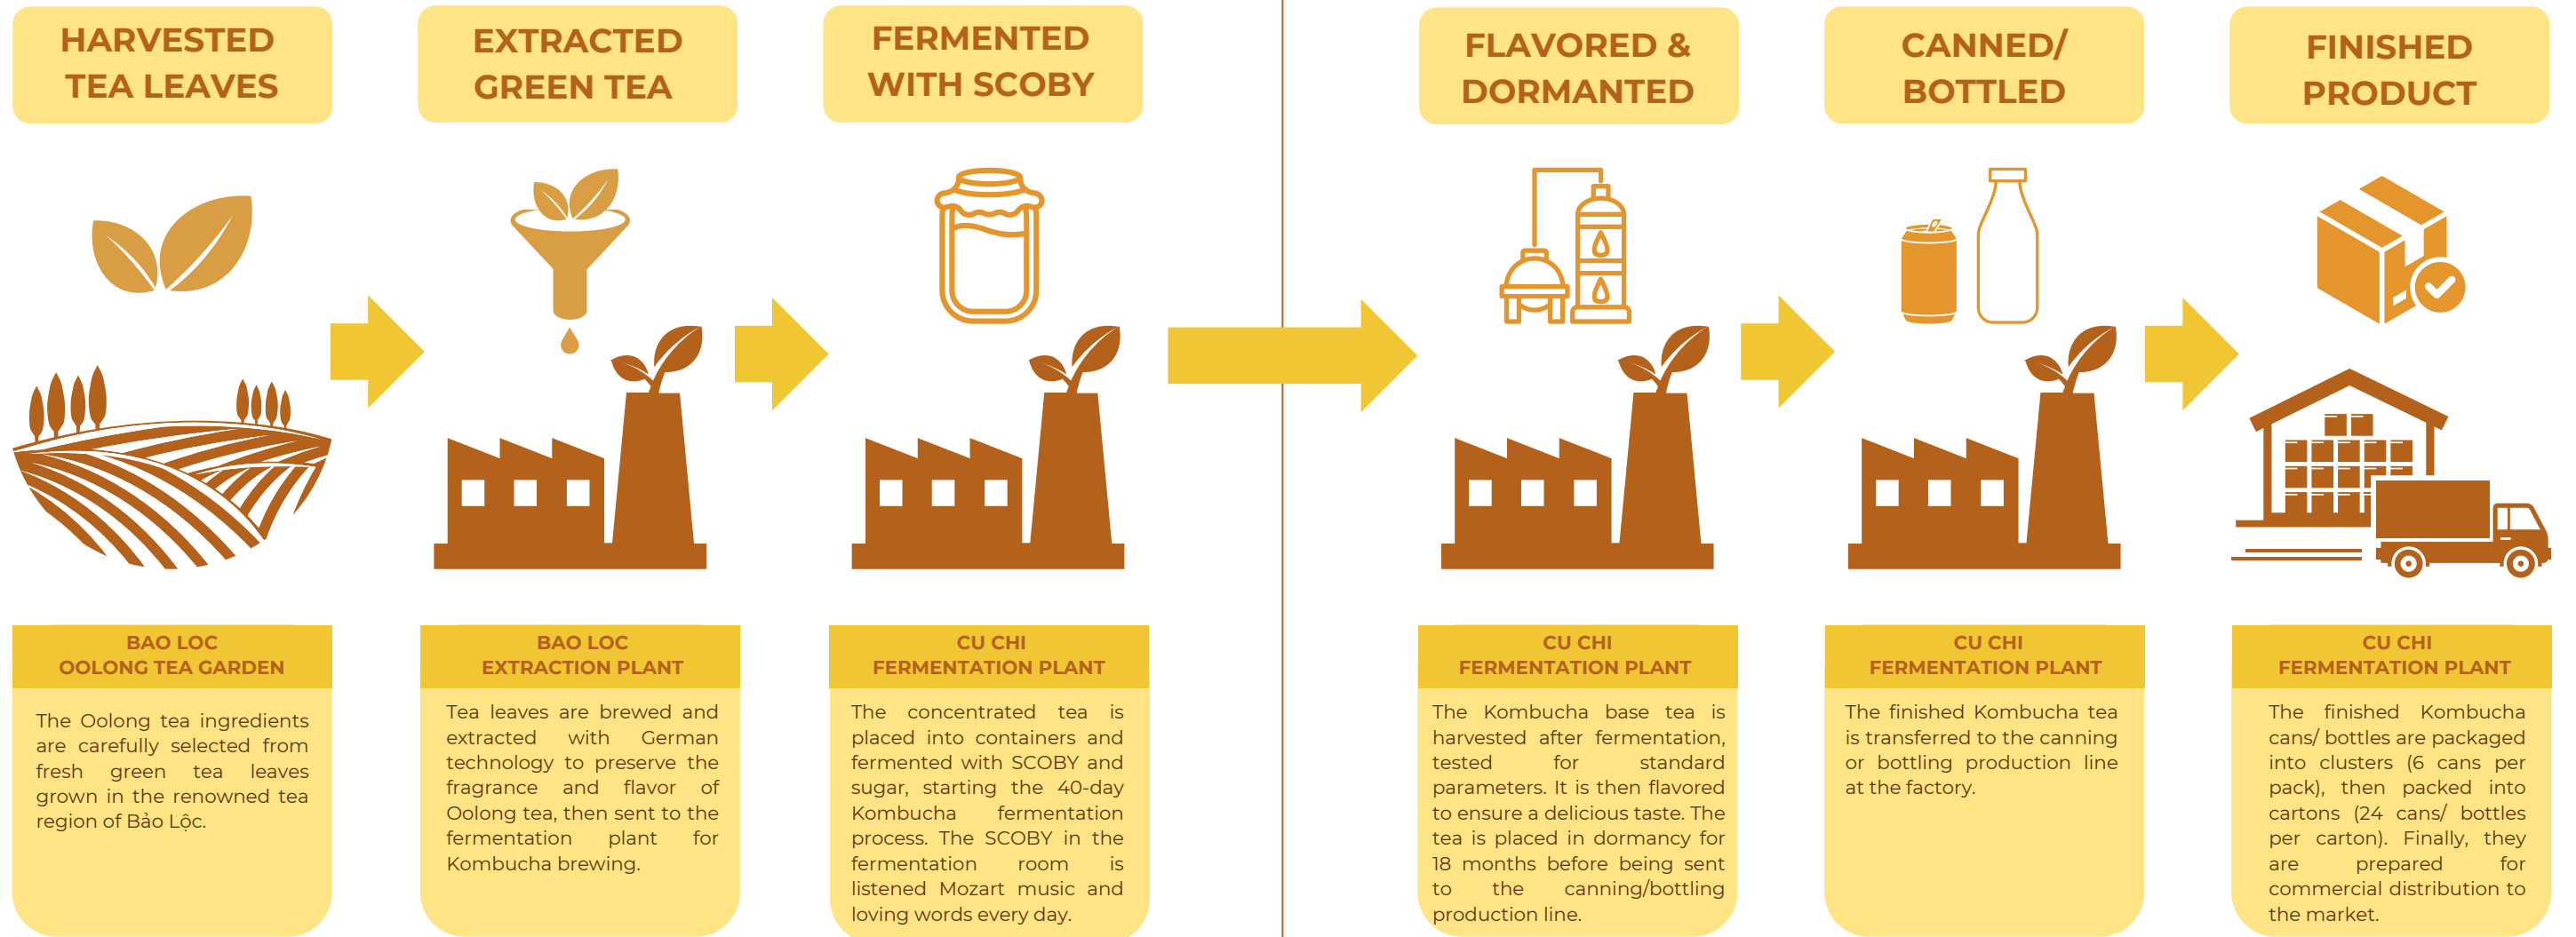 HARVESTED
TEA LEAVES
EXTRACTED
GREEN TEA
FERMENTED
WITH SCOBY
FLAVORED &
DORMANTED
CANNED/
BOTTLED
FINISHED
PRODUCT
BAO LOC
OOLONG TEA GARDEN
The Oolong tea ingredients
are carefully selected from
fresh green tea leaves
grown in the renowned tea
region of Bảo Lộc.
BAO LOC
EXTRACTION PLANT
Tea leaves are brewed and
extracted with German
technology to preserve the
fragrance and flavor of
Oolong tea, then sent to the
fermentation plant for
Kombucha brewing.
CU CHI
FERMENTATION PLANT
The concentrated tea is
placed into containers and
fermented with SCOBY and
sugar, starting the 40-day
Kombucha fermentation
process. The SCOBY in the
fermentation room is
listened Mozart music and
loving words every day.
CU CHI
FERMENTATION PLANT
The Kombucha base tea is
harvested after fermentation,
tested for standard
parameters. It is then flavored
to ensure a delicious taste. The
tea is placed in dormancy for
18 months before being sent
to the canning/bottling
production line.
CU CHI
FERMENTATION PLANT
The finished Kombucha tea
is transferred to the canning
or bottling production line
at the factory.
CU CHI
FERMENTATION PLANT
The finished Kombucha
cans/ bottles are packaged
into clusters (6 cans per
pack), then packed into
cartons (24 cans/ bottles
per carton). Finally, they
are prepared for
commercial distribution to
the market.